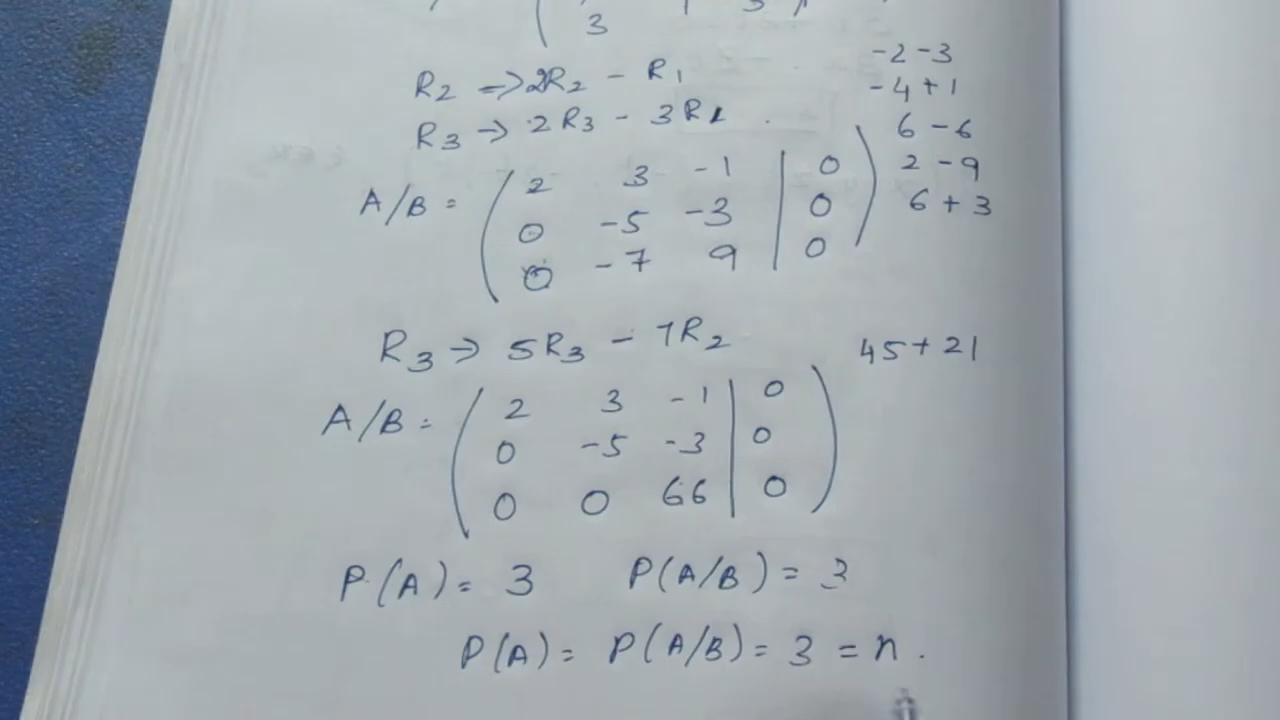 3 1 3
R2 => 2R2 - R1
-2 -3
-4 + 1
R3 → 2R3 - 3R1 .
6 - 6
2 - 9
6 + 3
A/B = ( 2 3 -1 | 0 )
0 -5 -3 | 0
0 -7 9 | 0
R3 → 5R3 - 7R2 45 + 21
A/B = ( 2 3 -1 | 0 )
0 -5 -3 | 0
0 0 66 | 0
P(A) = 3 P(A/B) = 3
P(A) = P(A/B) = 3 = n .